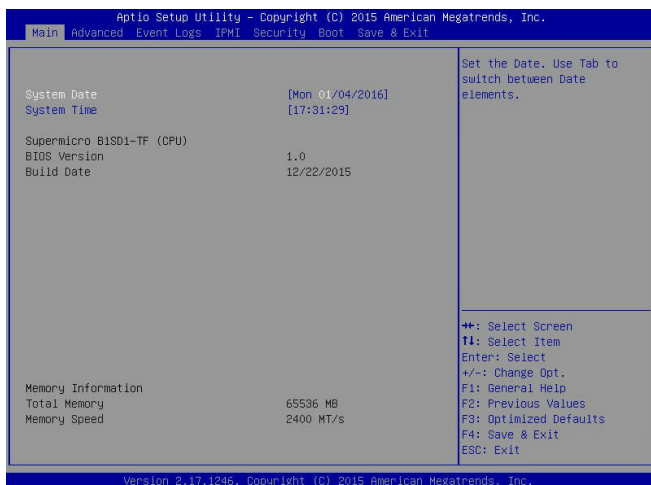 Aptio Setup Utility - Copyright (C) 2015 American Megatrends, Inc.
Main Advanced Event Logs IPMI Security Boot Save & Exit
System Date [Mon 01/04/2016]
System Time [17:31:29]
Supermicro B1SD1-TF (CPU)
BIOS Version 1.0
Build Date 12/22/2015
Memory Information
Total Memory 65536 MB
Memory Speed 2400 MT/s
Set the Date. Use Tab to
switch between Date
elements.
→←: Select Screen
↑↓: Select Item
Enter: Select
+/-: Change Opt.
F1: General Help
F2: Previous Values
F3: Optimized Defaults
F4: Save & Exit
ESC: Exit
Version 2.17.1246. Copyright (C) 2015 American Megatrends, Inc.